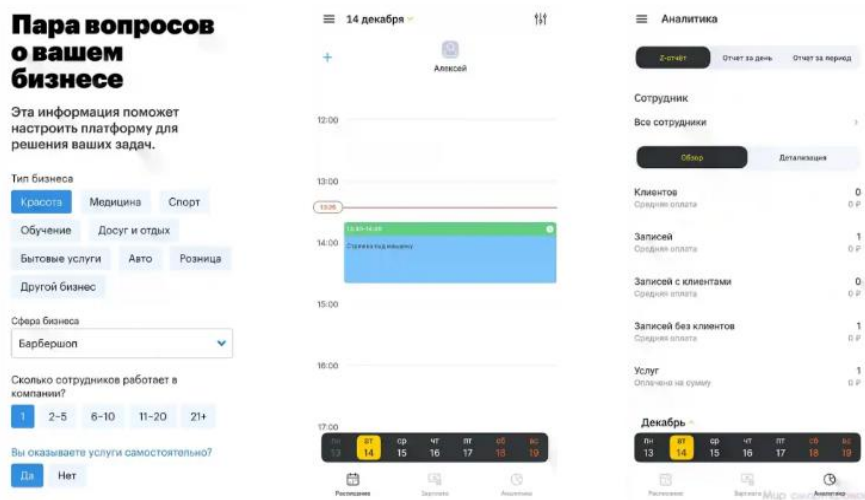 Пара вопросов
о вашем
бизнесе
Эта информация поможет
настроить платформу для
решения ваших задач.
Тип бизнеса
Красота Медицина Спорт
Обучение Досуг и отдых
Бытовые услуги Авто Розница
Другой бизнес
Сфера бизнеса
Барбершоп
Сколько сотрудников работает в
компании?
1 2-5 6-10 11-20 21+
Вы оказываете услуги самостоятельно?
Да Нет
14 декабря
Алексей
12:00
13:00
14:00
Стрижка под машинку
15:00
16:00
17:00
пн вт ср чт пт сб вс
13 14 15 16 17 18 19
Расписание Зарплата Аналитика
Аналитика
Z-отчёт Отчет за день Отчет за период
Сотрудник
Все сотрудники
Обзор Детализация
Клиентов 0
Средняя оплата 0 ₽
Записей 1
Средняя оплата 0 ₽
Записей с клиентами 0
Средняя оплата 0 ₽
Записей без клиентов 1
Средняя оплата 0 ₽
Услуг 1
Оплачено на сумму 0 ₽
Декабрь
пн вт ср чт пт сб вс
13 14 15 16 17 18 19
Расписание Зарплата Аналитика